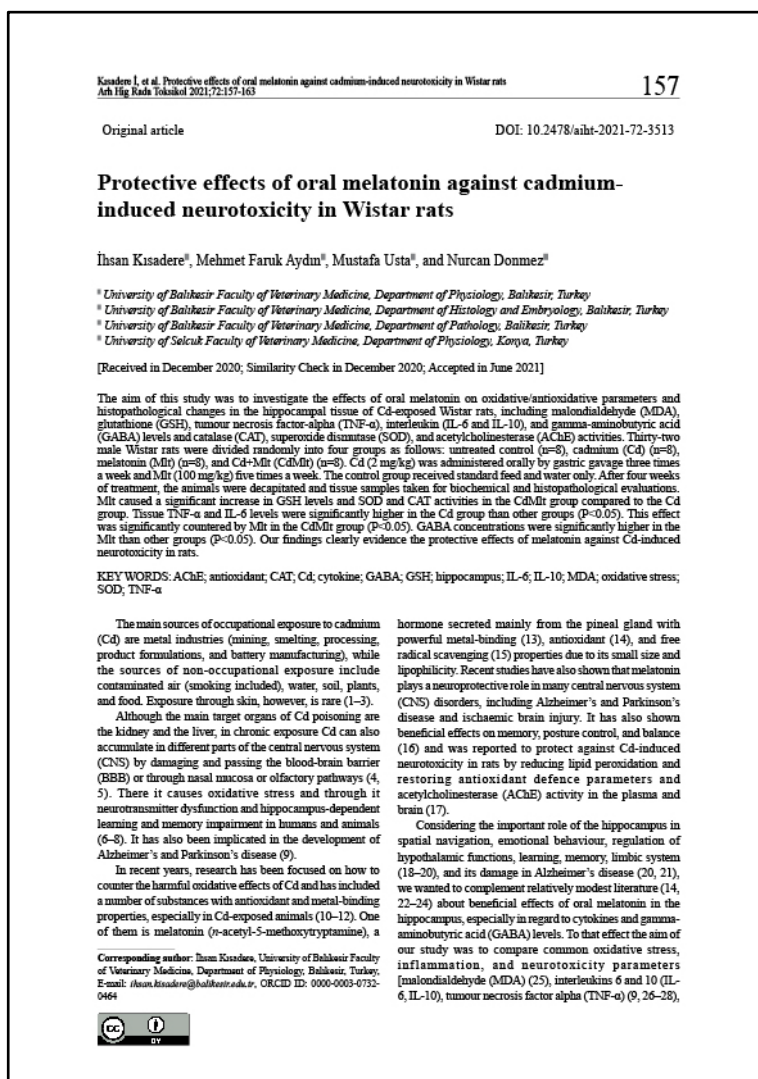 Kısadere İ, et al. Protective effects of oral melatonin against cadmium-induced neurotoxicity in Wistar rats
Arh Hig Rada Toksikol 2021;72:157-163
157
Original article
DOI: 10.2478/aiht-2021-72-3513
Protective effects of oral melatonin against cadmium-
induced neurotoxicity in Wistar rats
İhsan Kısadere, Mehmet Faruk Aydın, Mustafa Usta, and Nurcan Donmez
University of Balıkesir Faculty of Veterinary Medicine, Department of Physiology, Balıkesir, Turkey
University of Balıkesir Faculty of Veterinary Medicine, Department of Histology and Embryology, Balıkesir, Turkey
University of Balıkesir Faculty of Veterinary Medicine, Department of Pathology, Balıkesir, Turkey
University of Selcuk Faculty of Veterinary Medicine, Department of Physiology, Konya, Turkey
[Received in December 2020; Similarity Check in December 2020; Accepted in June 2021]
The aim of this study was to investigate the effects of oral melatonin on oxidative/antioxidative parameters and
histopathological changes in the hippocampal tissue of Cd-exposed Wistar rats, including malondialdehyde (MDA),
glutathione (GSH), tumour necrosis factor-alpha (TNF-α), interleukin (IL-6 and IL-10), and gamma-aminobutyric acid
(GABA) levels and catalase (CAT), superoxide dismutase (SOD), and acetylcholinesterase (AChE) activities. Thirty-two
male Wistar rats were divided randomly into four groups as follows: untreated control (n=8), cadmium (Cd) (n=8),
melatonin (Mlt) (n=8), and Cd+Mlt (CdMlt) (n=8). Cd (2 mg/kg) was administered orally by gastric gavage three times
a week and Mlt (100 mg/kg) five times a week. The control group received standard feed and water only. After four weeks
of treatment, the animals were decapitated and tissue samples taken for biochemical and histopathological evaluations.
Mlt caused a significant increase in GSH levels and SOD and CAT activities in the CdMlt group compared to the Cd
group. Tissue TNF-α and IL-6 levels were significantly higher in the Cd group than other groups (P<0.05). This effect
was significantly countered by Mlt in the CdMlt group (P<0.05). GABA concentrations were significantly higher in the
Mlt than other groups (P<0.05). Our findings clearly evidence the protective effects of melatonin against Cd-induced
neurotoxicity in rats.
KEY WORDS: AChE; antioxidant; CAT; Cd; cytokine; GABA; GSH; hippocampus; IL-6; IL-10; MDA; oxidative stress;
SOD; TNF-α
The main sources of occupational exposure to cadmium
(Cd) are metal industries (mining, smelting, processing,
product formulations, and battery manufacturing), while
the sources of non-occupational exposure include
contaminated air (smoking included), water, soil, plants,
and food. Exposure through skin, however, is rare (1–3).
Although the main target organs of Cd poisoning are
the kidney and the liver, in chronic exposure Cd can also
accumulate in different parts of the central nervous system
(CNS) by damaging and passing the blood-brain barrier
(BBB) or through nasal mucosa or olfactory pathways (4,
5). There it causes oxidative stress and through it
neurotransmitter dysfunction and hippocampus-dependent
learning and memory impairment in humans and animals
(6–8). It has also been implicated in the development of
Alzheimer's and Parkinson's disease (9).
In recent years, research has been focused on how to
counter the harmful oxidative effects of Cd and has included
a number of substances with antioxidant and metal-binding
properties, especially in Cd-exposed animals (10–12). One
of them is melatonin (n-acetyl-5-methoxytryptamine), a
Corresponding author: İhsan Kısadere, University of Balıkesir Faculty
of Veterinary Medicine, Department of Physiology, Balıkesir, Turkey,
E-mail: ihsan.kisadere@balikesir.edu.tr, ORCID ID: 0000-0003-0732-
0464
hormone secreted mainly from the pineal gland with
powerful metal-binding (13), antioxidant (14), and free
radical scavenging (15) properties due to its small size and
lipophilicity. Recent studies have also shown that melatonin
plays a neuroprotective role in many central nervous system
(CNS) disorders, including Alzheimer's and Parkinson's
disease and ischaemic brain injury. It has also shown
beneficial effects on memory, posture control, and balance
(16) and was reported to protect against Cd-induced
neurotoxicity in rats by reducing lipid peroxidation and
restoring antioxidant defence parameters and
acetylcholinesterase (AChE) activity in the plasma and
brain (17).
Considering the important role of the hippocampus in
spatial navigation, emotional behaviour, regulation of
hypothalamic functions, learning, memory, limbic system
(18–20), and its damage in Alzheimer's disease (20, 21),
we wanted to complement relatively modest literature (14,
22–24) about beneficial effects of oral melatonin in the
hippocampus, especially in regard to cytokines and gamma-
aminobutyric acid (GABA) levels. To that effect the aim of
our study was to compare common oxidative stress,
inflammation, and neurotoxicity parameters
[malondialdehyde (MDA) (25), interleukins 6 and 10 (IL-
6, IL-10), tumour necrosis factor alpha (TNF-α) (9, 26–28),
cc
BY